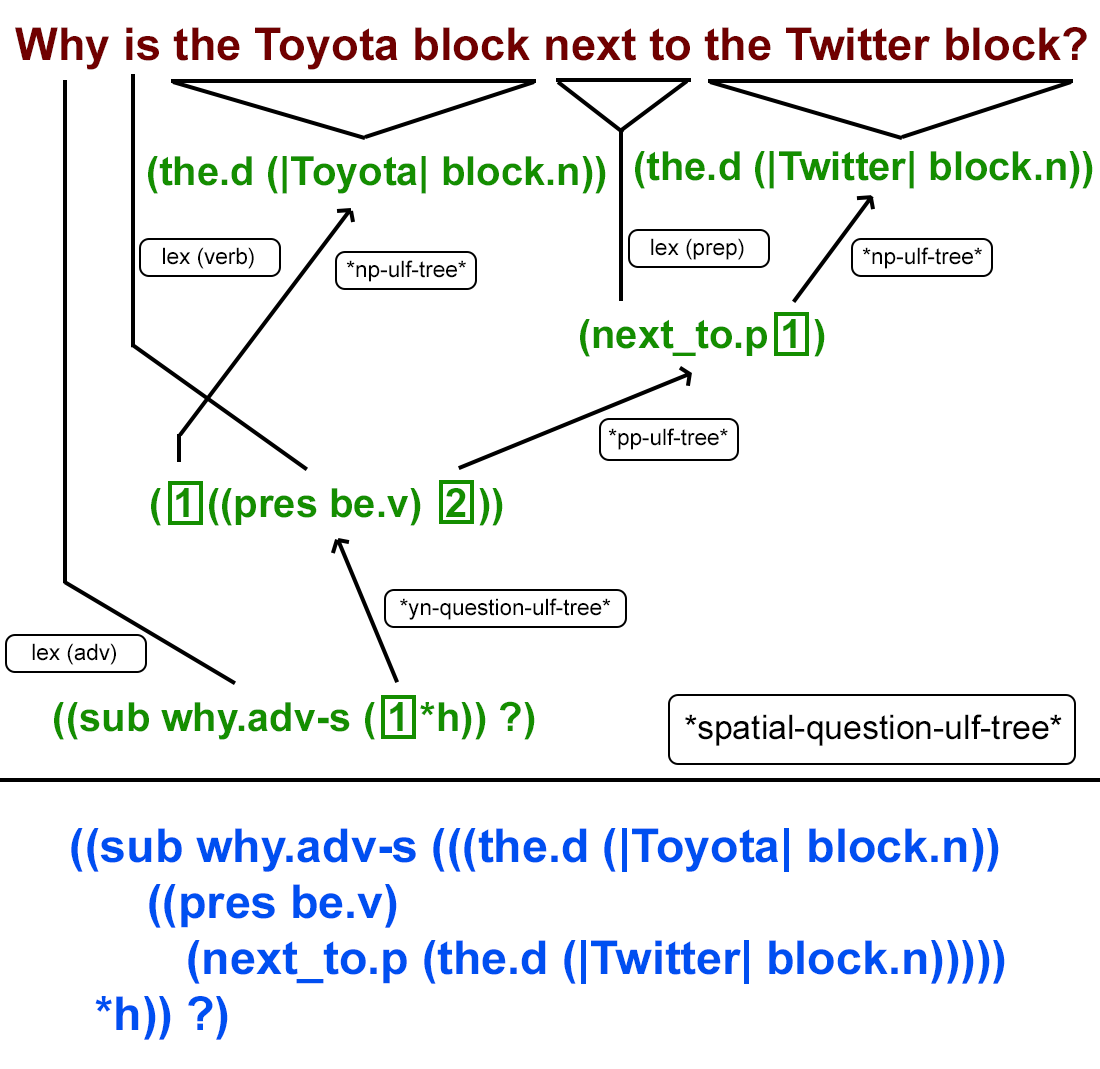 Why is the Toyota block next to the Twitter block?
(the.d (|Toyota| block.n)) (the.d (|Twitter| block.n))
lex (verb)
*np-ulf-tree*
lex (prep)
*np-ulf-tree*
(next_to.p 1)
*pp-ulf-tree*
(1 ((pres be.v) 2))
*yn-question-ulf-tree*
lex (adv)
((sub why.adv-s (1 *h)) ?)
*spatial-question-ulf-tree*
((sub why.adv-s (((the.d (|Toyota| block.n))
((pres be.v)
(next_to.p (the.d (|Twitter| block.n)))))
*h)) ?)